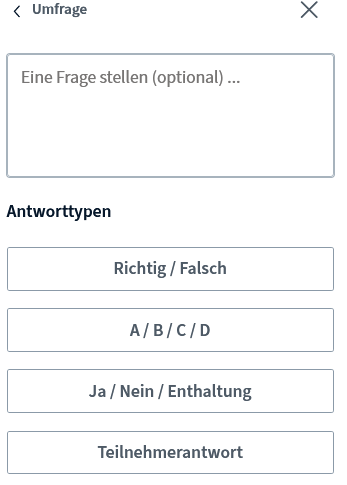 Umfrage
Eine Frage stellen (optional) ...
Antworttypen
Richtig / Falsch
A / B / C / D
Ja / Nein / Enthaltung
Teilnehmerantwort